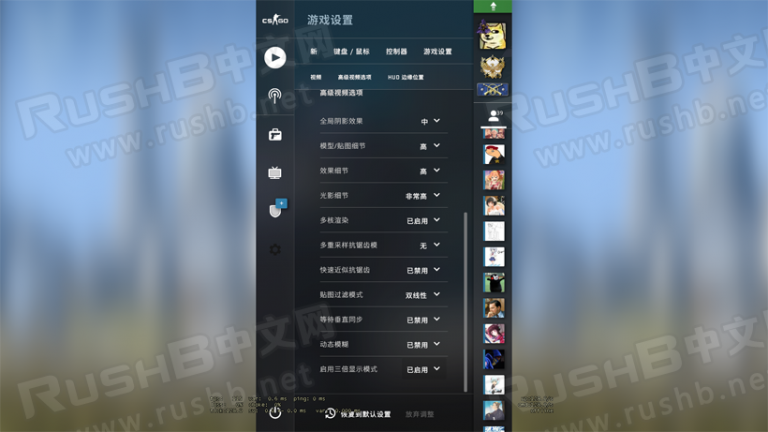 CS GO
游戏设置
新 键盘 / 鼠标 控制器 游戏设置
视频 高级视频选项 HUD 边缘位置
高级视频选项
全局阴影效果 中
模型/贴图细节 高
效果细节 高
光影细节 非常高
多核渲染 已启用
多重采样抗锯齿模 无
快速近似抗锯齿 已禁用
贴图过滤模式 双线性
等待垂直同步 已禁用
动态模糊 已禁用
启用三倍显示模式 已启用
恢复到默认设置 放弃调整
RushB中文网
www.rushb.net
RushB中文网
www.rushb.net
RushB中文网
www.rushb.net
RushB中文网
www.rushb.net